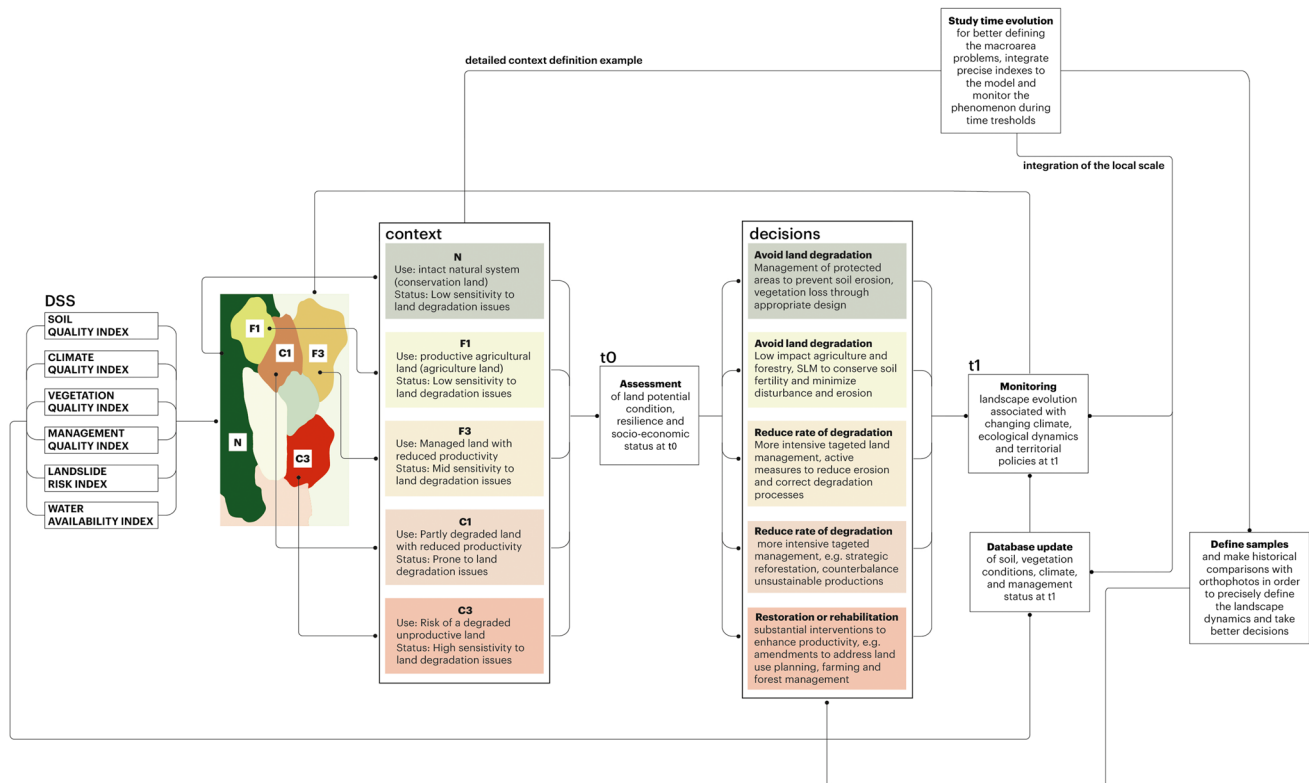 Study time evolution
for better defining
the macroarea
problems, integrate
precise indexes to
the model and
monitor the
phenomenon during
time tresholds
detailed context definition example
integration of the local scale
DSS
SOIL
QUALITY INDEX
CLIMATE
QUALITY INDEX
VEGETATION
QUALITY INDEX
MANAGEMENT
QUALITY INDEX
LANDSLIDE
RISK INDEX
WATER
AVAILABILITY INDEX
F1
C1
F3
N
C3
context
N
Use: intact natural system
(conservation land)
Status: Low sensitivity to
land degradation issues
F1
Use: productive agricultural
land (agriculture land)
Status: Low sensitivity to
land degradation issues
F3
Use: Managed land with
reduced productivity
Status: Mid sensitivity to
land degradation issues
C1
Use: Partly degraded land
with reduced productivity
Status: Prone to land
degradation issues
C3
Use: Risk of a degraded
unproductive land
Status: High sensistivity to
land degradation issues
t0
Assessment
of land potential
condition,
resilience and
socio-economic
status at t0
decisions
Avoid land degradation
Management of protected
areas to prevent soil erosion,
vegetation loss through
appropriate design
Avoid land degradation
Low impact agriculture and
forestry, SLM to conserve soil
fertility and minimize
disturbance and erosion
Reduce rate of degradation
More intensive tageted land
management, active
measures to reduce erosion
and correct degradation
processes
Reduce rate of degradation
more intensive tageted
management, e.g. strategic
reforestation, counterbalance
unsustainable productions
Restoration or rehabilitation
substantial interventions to
enhance productivity, e.g.
amendments to address land
use planning, farming and
forest management
t1
Monitoring
landscape evolution
associated with
changing climate,
ecological dynamics
and territorial
policies at t1
Database update
of soil, vegetation
conditions, climate,
and management
status at t1
Define samples
and make historical
comparisons with
orthophotos in order
to precisely define
the landscape
dynamics and take
better decisions